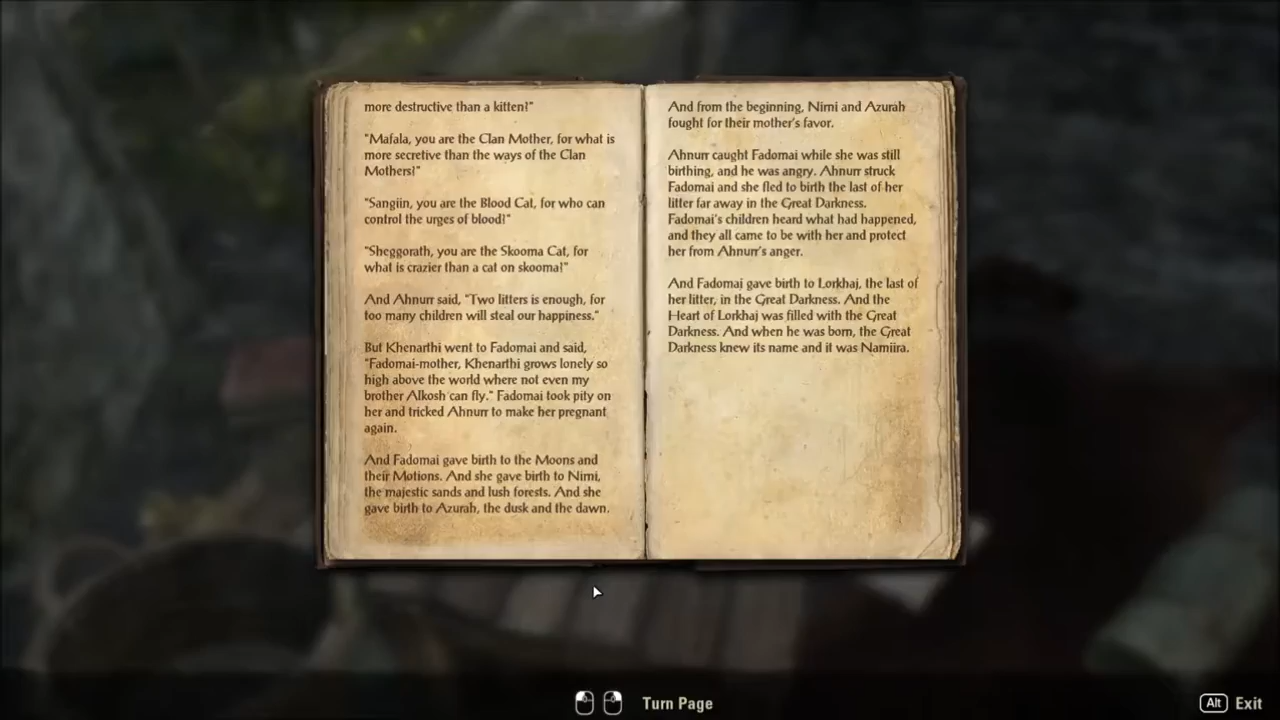 more destructive than a kitten?"
"Mafala, you are the Clan Mother, for what is
more secretive than the ways of the Clan
Mothers?"
"Sangiin, you are the Blood Cat, for who can
control the urges of blood?"
"Sheggorath, you are the Skooma Cat, for
what is crazier than a cat on skooma?"
And Ahnurr said, "Two litters is enough, for
too many children will steal our happiness."
But Khenarthi went to Fadomai and said,
"Fadomai-mother, Khenarthi grows lonely so
high above the world where not even my
brother Alkosh can fly." Fadomai took pity on
her and tricked Ahnurr to make her pregnant
again.
And Fadomai gave birth to the Moons and
their Motions. And she gave birth to Nirni,
the majestic sands and lush forests. And she
gave birth to Azurah, the dusk and the dawn.
And from the beginning, Nirni and Azurah
fought for their mother's favor.
Ahnurr caught Fadomai while she was still
birthing, and he was angry. Ahnurr struck
Fadomai and she fled to birth the last of her
litter far away in the Great Darkness.
Fadomai's children heard what had happened,
and they all came to be with her and protect
her from Ahnurr's anger.
And Fadomai gave birth to Lorkhaj, the last of
her litter, in the Great Darkness. And the
Heart of Lorkhaj was filled with the Great
Darkness. And when he was born, the Great
Darkness knew its name and it was Namiira.
Turn Page
Alt Exit